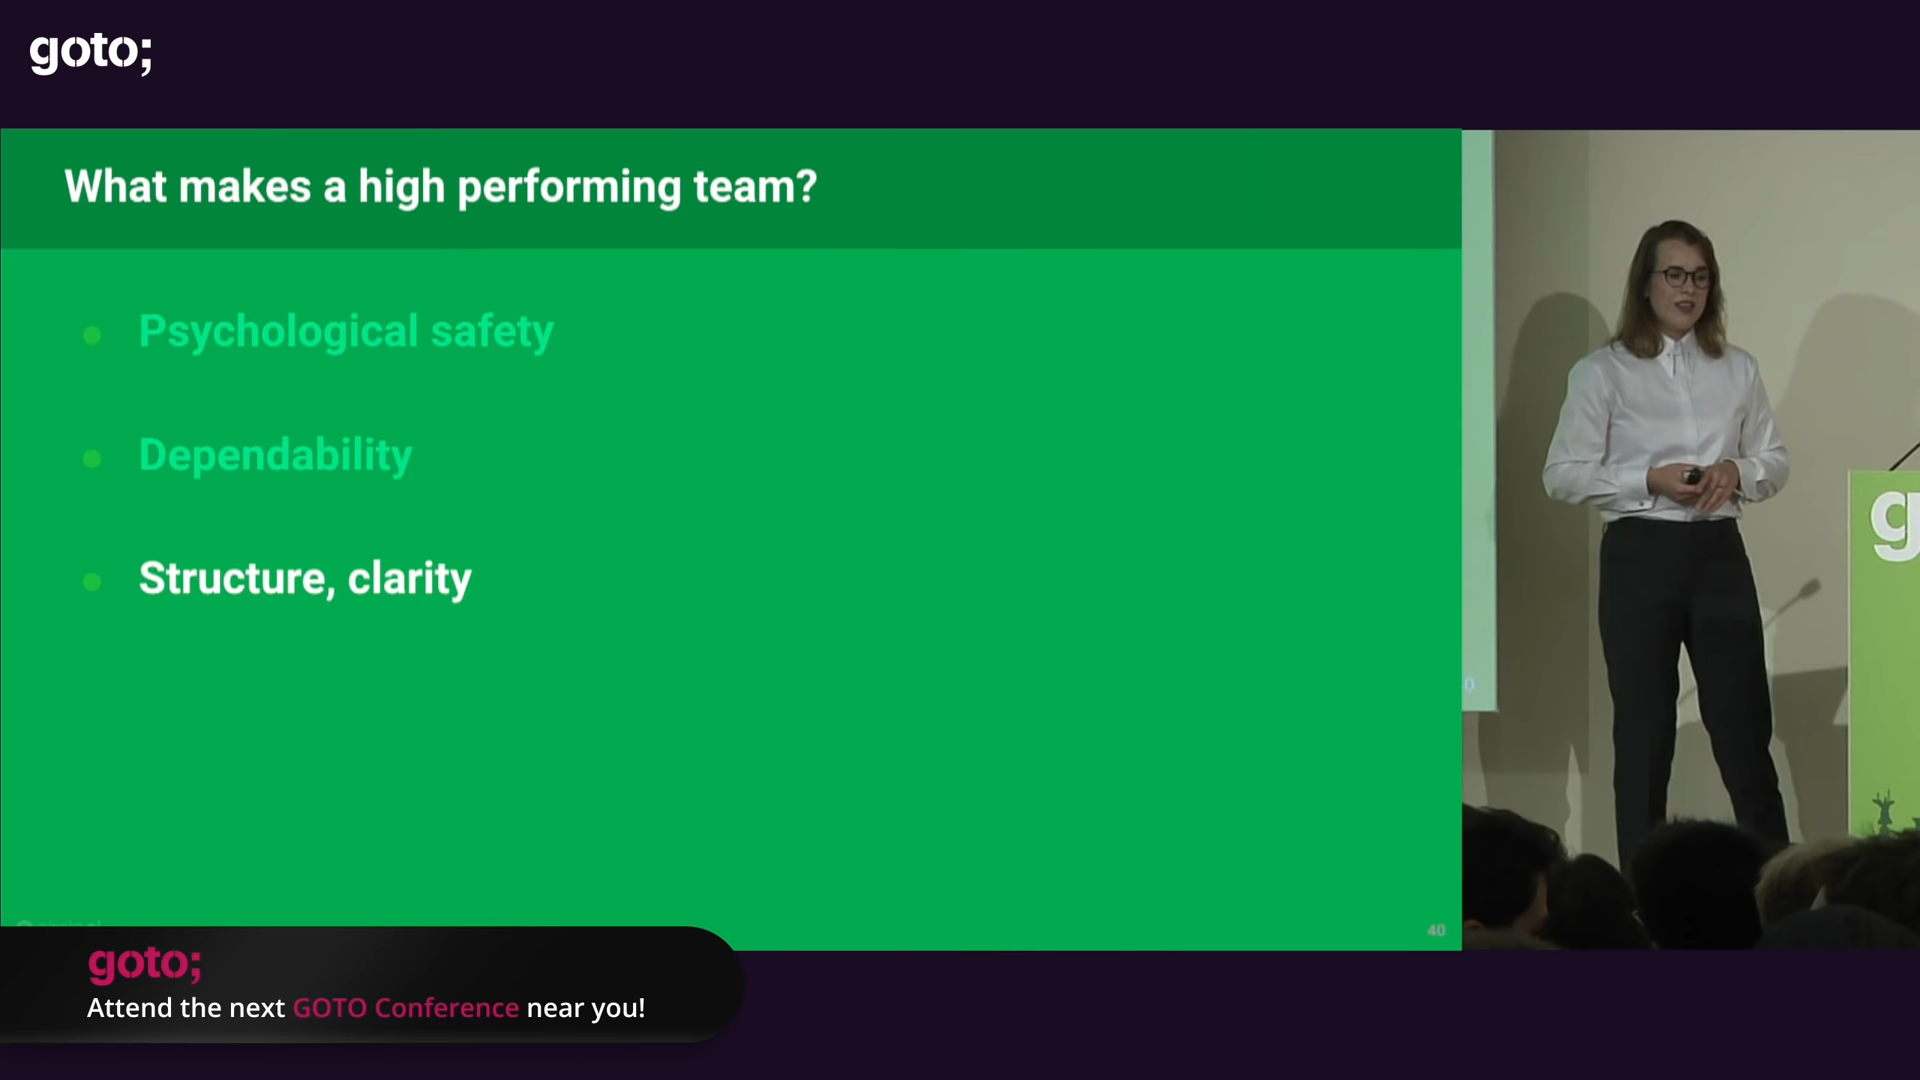 goto;
What makes a high performing team?
Psychological safety
Dependability
Structure, clarity
40
0
g
goto;
Attend the next GOTO Conference near you!